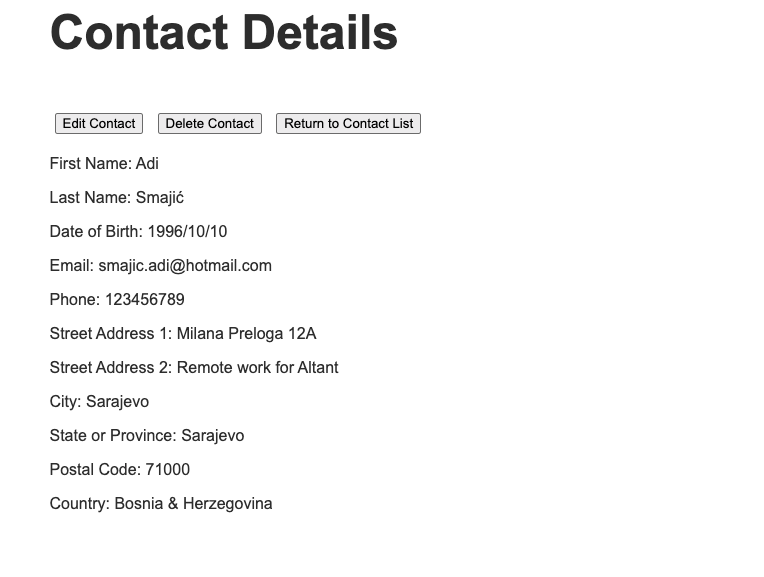 Contact Details
Edit Contact Delete Contact Return to Contact List
First Name: Adi
Last Name: Smajić
Date of Birth: 1996/10/10
Email: smajic.adi@hotmail.com
Phone: 123456789
Street Address 1: Milana Preloga 12A
Street Address 2: Remote work for Altant
City: Sarajevo
State or Province: Sarajevo
Postal Code: 71000
Country: Bosnia & Herzegovina